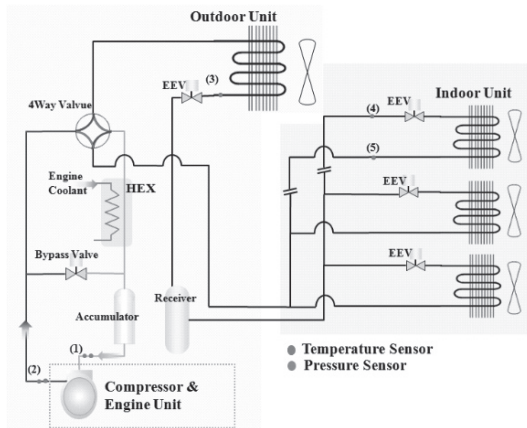 Outdoor Unit
EEV
(3)
4Way Valvue
Engine
Coolant
HEX
Bypass Valve
Accumulator
Receiver
(1)
(2)
Compressor &
Engine Unit
Indoor Unit
(4)
EEV
(5)
EEV
EEV
Temperature Sensor
Pressure Sensor